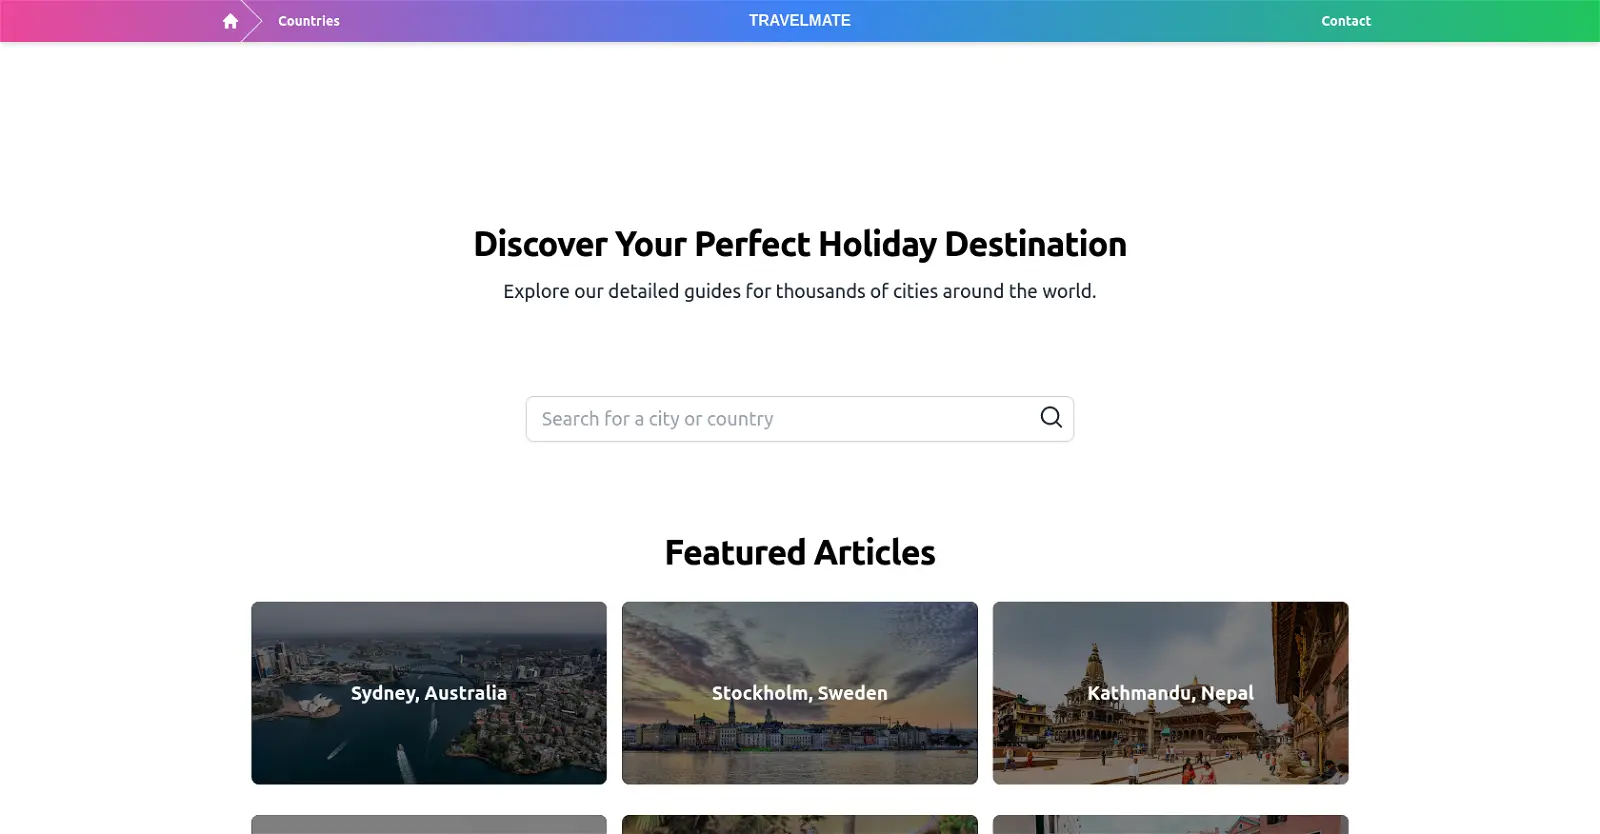 Countries
TRAVELMATE
Contact
Discover Your Perfect Holiday Destination
Explore our detailed guides for thousands of cities around the world.
Search for a city or country
Featured Articles
Sydney, Australia
Stockholm, Sweden
Kathmandu, Nepal